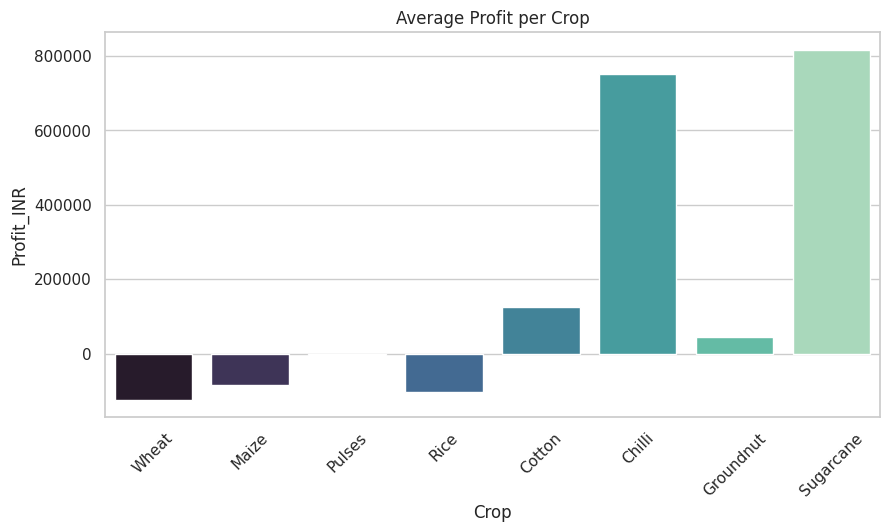 Average Profit per Crop
Profit_INR
800000
600000
400000
200000
0
Wheat
Maize
Pulses
Rice
Cotton
Chilli
Groundnut
Sugarcane
Crop